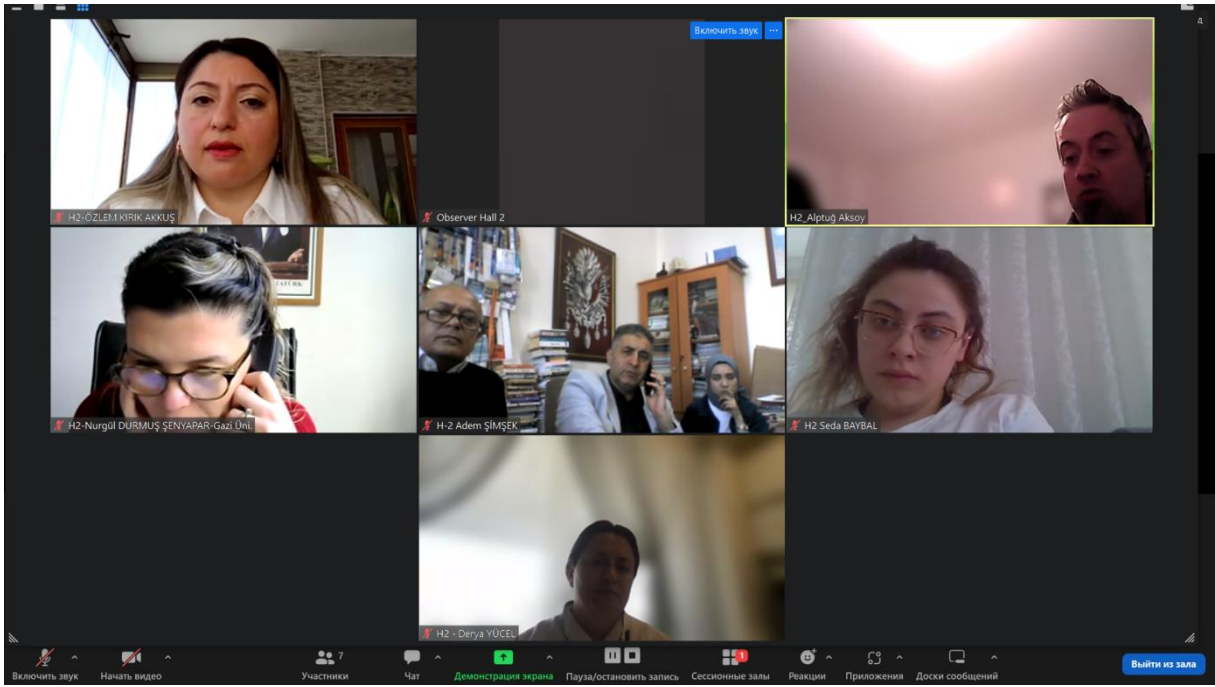 Включить звук
H2-ÖZLEM KIRIK AKKUŞ
Observer Hall 2
H2_Alptuğ Aksoy
ATATÜRK
H2-Nurgül DURMUŞ ŞENYAPAR-Gazi Üni.
H-2 Adem ŞİMŞEK
H2 Seda BAYBAL
H2 - Derya YÜCEL
Включить звук
Начать видео
Участники
7
Чат
Демонстрация экрана
Пауза/остановить запись
Сессионные залы
1
Реакции
Приложения
Доски сообщений
Выйти из зала